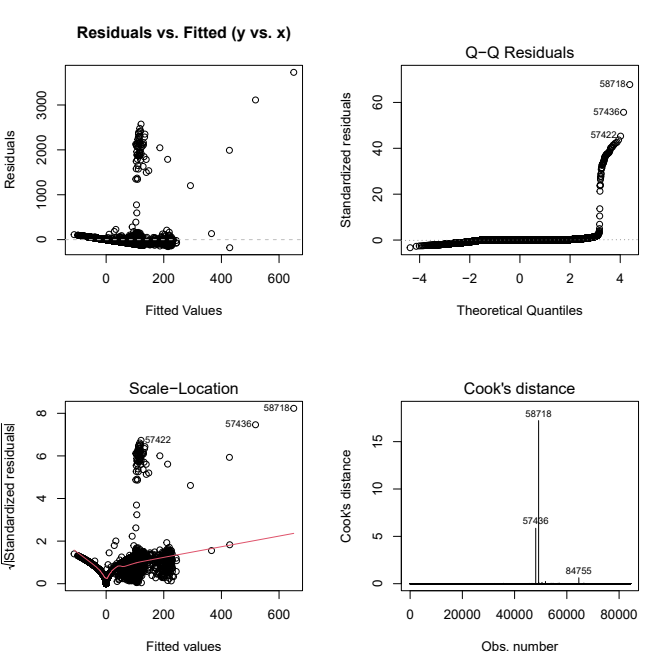 Residuals vs. Fitted (y vs. x)
Residuals
3000
2000
1000
0
0 200 400 600
Fitted Values
Q−Q Residuals
Standardized residuals
60
40
20
0
58718
57436
57422
−4 −2 0 2 4
Theoretical Quantiles
Scale−Location
√|Standardized residuals|
8
6
4
2
0
58718
57436
57422
0 200 400 600
Fitted values
Cook's distance
Cook's distance
15
10
5
0
58718
57436
84755
0 20000 40000 60000 80000
Obs. number